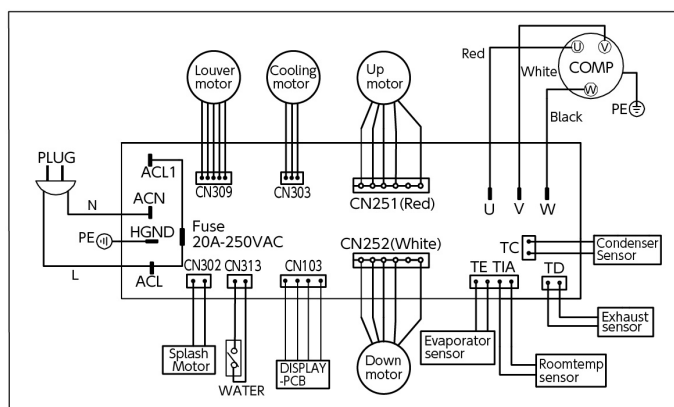 Louver
motor
Cooling
motor
Up
motor
Red
White
Black
U
V
COMP
W
PE
PLUG
ACL1
CN309
CN303
CN251(Red)
U
V
W
N
ACN
PE
HGND
Fuse
20A-250VAC
L
ACL
CN302
CN313
CN103
CN252(White)
TC
Condenser
Sensor
TE TIA
TD
Splash
Motor
WATER
DISPLAY
-PCB
Down
motor
Evaporator
sensor
Exhaust
sensor
Roomtemp
sensor